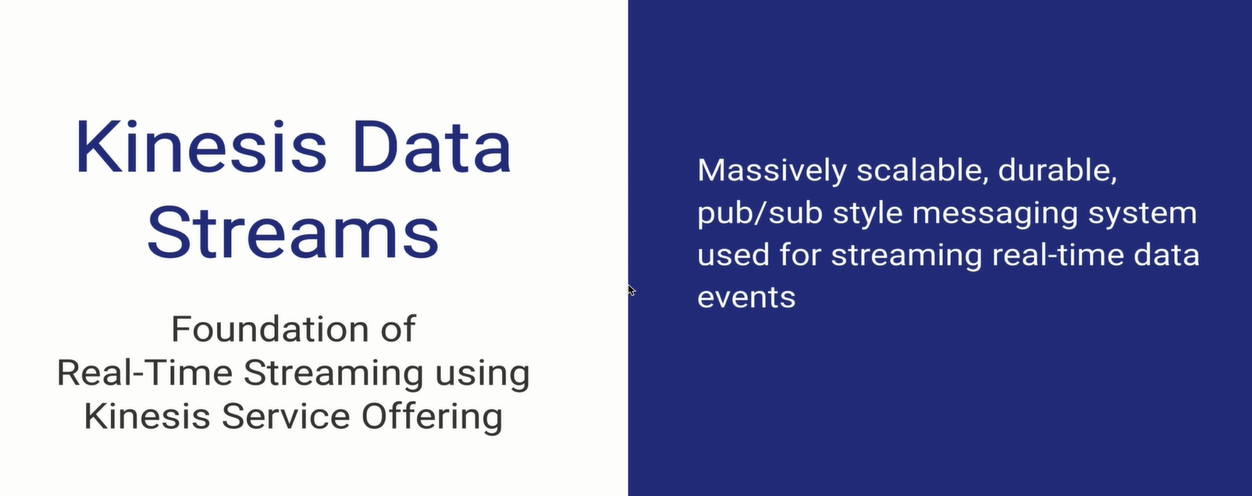 Kinesis Data
Streams
Foundation of
Real-Time Streaming using
Kinesis Service Offering
Massively scalable, durable,
pub/sub style messaging system
used for streaming real-time data
events